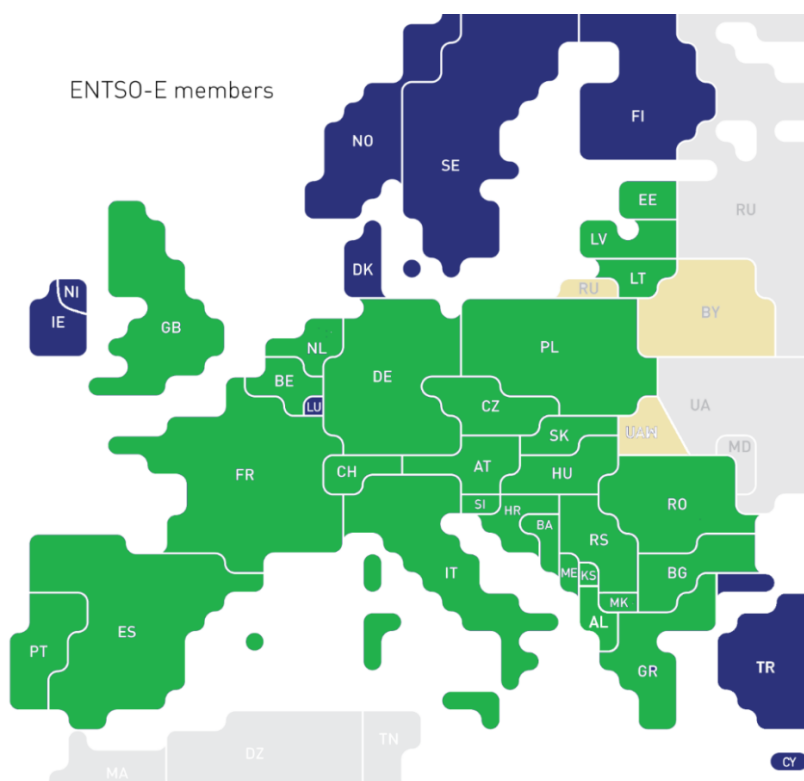 ENTSO-E members
FI
NO
SE
EE
RU
LV
DK
LT
NI
RU
BY
IE
GB
NL
PL
BE
DE
LU
CZ
UA
SK
UAW
MD
FR
CH
AT
HU
SI
HR
RO
BA
RS
IT
ME
KS
BG
MK
ES
AL
PT
GR
TR
DZ
TN
CY
MA